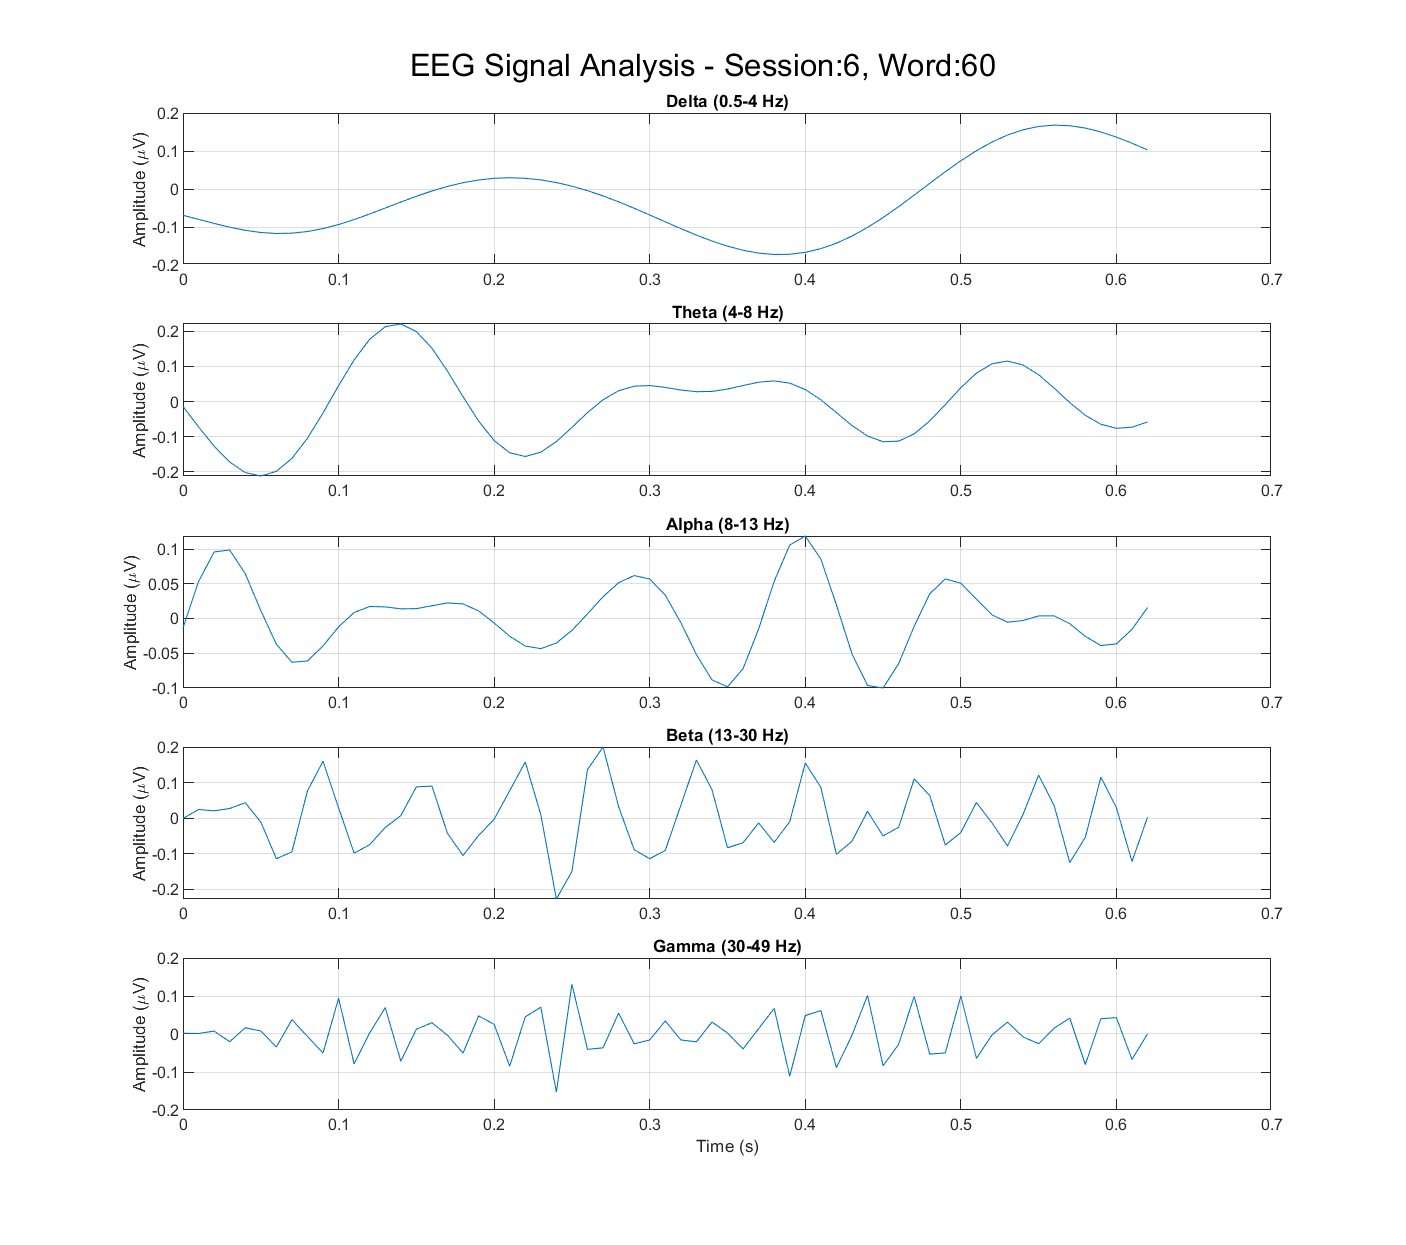 EEG Signal Analysis - Session:6, Word:60
Delta (0.5-4 Hz)
Amplitude (μV)
0.2
0.1
0
-0.1
-0.2
0 0.1 0.2 0.3 0.4 0.5 0.6 0.7
Theta (4-8 Hz)
Amplitude (μV)
0.2
0.1
0
-0.1
-0.2
0 0.1 0.2 0.3 0.4 0.5 0.6 0.7
Alpha (8-13 Hz)
Amplitude (μV)
0.1
0.05
0
-0.05
-0.1
0 0.1 0.2 0.3 0.4 0.5 0.6 0.7
Beta (13-30 Hz)
Amplitude (μV)
0.2
0.1
0
-0.1
-0.2
0 0.1 0.2 0.3 0.4 0.5 0.6 0.7
Gamma (30-49 Hz)
Amplitude (μV)
0.2
0.1
0
-0.1
-0.2
0 0.1 0.2 0.3 0.4 0.5 0.6 0.7
Time (s)